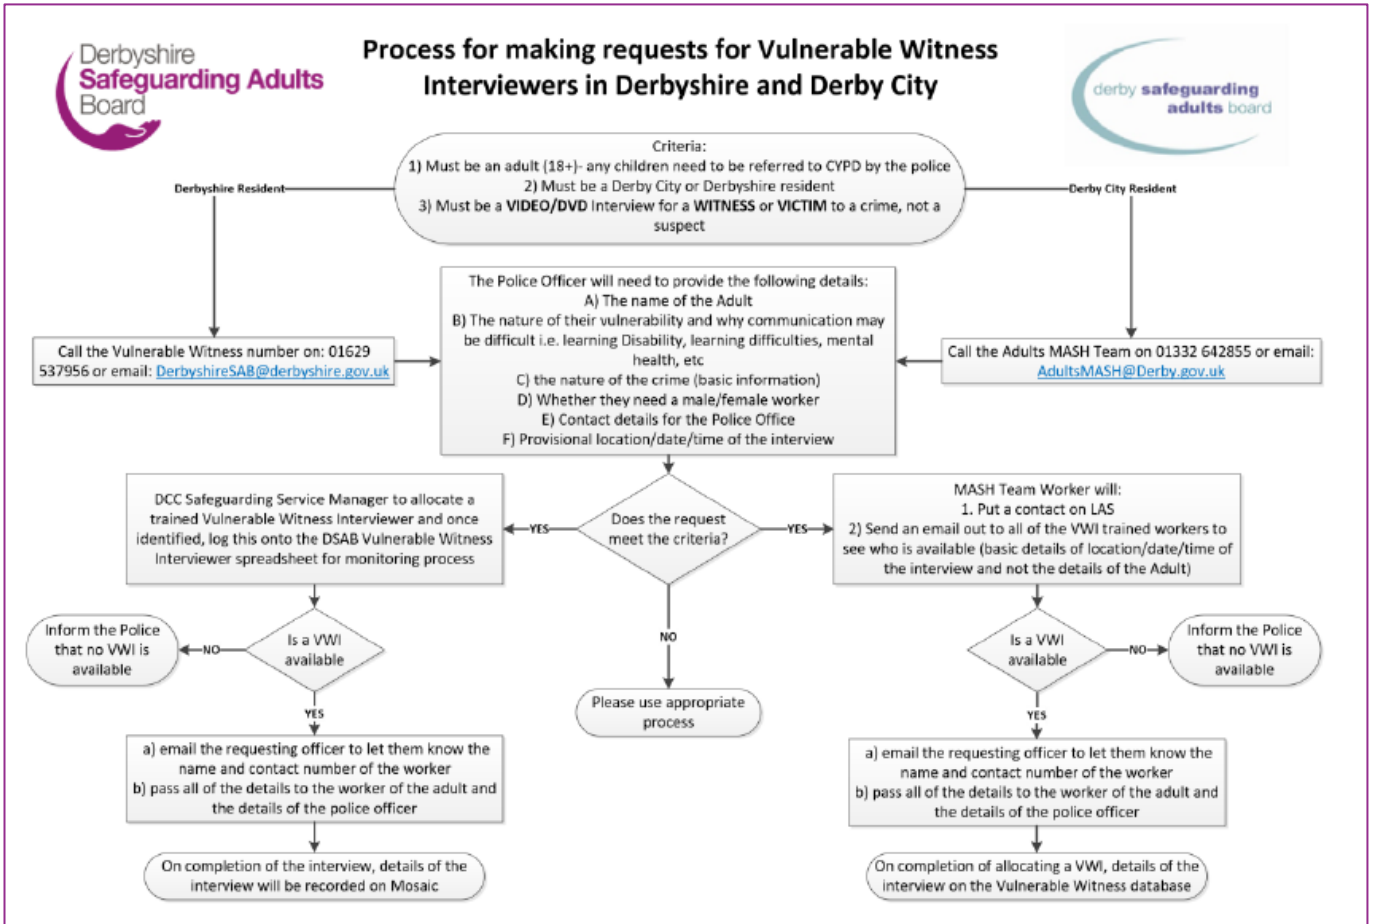 Derbyshire
Safeguarding Adults
Board
Process for making requests for Vulnerable Witness
Interviewers in Derbyshire and Derby City
derby safeguarding
adults board
Criteria:
1) Must be an adult (18+)- any children need to be referred to CYPD by the police
2) Must be a Derby City or Derbyshire resident
3) Must be a VIDEO/DVD Interview for a WITNESS or VICTIM to a crime, not a
suspect
Derbyshire Resident
Derby City Resident
The Police Officer will need to provide the following details:
A) The name of the Adult
B) The nature of their vulnerability and why communication may
be difficult i.e. learning Disability, learning difficulties, mental
health, etc
C) the nature of the crime (basic information)
D) Whether they need a male/female worker
E) Contact details for the Police Office
F) Provisional location/date/time of the interview
Call the Vulnerable Witness number on: 01629
537956 or email: DerbyshireSAB@derbyshire.gov.uk
Call the Adults MASH Team on 01332 642855 or email:
AdultsMASH@Derby.gov.uk
DCC Safeguarding Service Manager to allocate a
trained Vulnerable Witness Interviewer and once
identified, log this onto the DSAB Vulnerable Witness
Interviewer spreadsheet for monitoring process
YES
Does the request
meet the criteria?
YES
MASH Team Worker will:
1. Put a contact on LAS
2) Send an email out to all of the VWI trained workers to
see who is available (basic details of location/date/time of
the interview and not the details of the Adult)
Inform the Police
that no VWI is
available
NO
Is a VWI
available
NO
Is a VWI
available
NO
Inform the Police
that no VWI is
available
Please use appropriate
process
YES
YES
a) email the requesting officer to let them know the
name and contact number of the worker
b) pass all of the details to the worker of the adult and
the details of the police officer
a) email the requesting officer to let them know the
name and contact number of the worker
b) pass all of the details to the worker of the adult and
the details of the police officer
On completion of the interview, details of the
interview will be recorded on Mosaic
On completion of allocating a VWI, details of the
interview on the Vulnerable Witness database